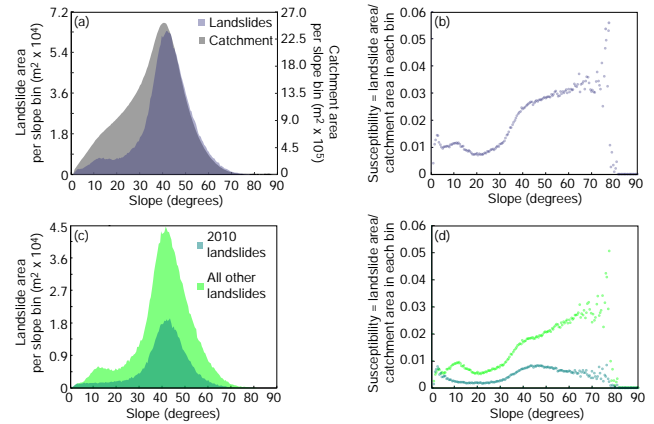 (a)
Landslides
Catchment
Landslide area
per slope bin (m² x 10⁴)
7.2
5.4
3.6
1.8
0
Catchment area
per slope bin (m² x 10⁵)
27.0
22.5
18.0
13.5
9.0
4.5
0
0 10 20 30 40 50 60 70 80 90
Slope (degrees)
(b)
Susceptibility = landslide area/
catchment area in each bin
0.06
0.05
0.04
0.03
0.02
0.01
0
0 10 20 30 40 50 60 70 80 90
Slope (degrees)
(c)
2010
landslides
All other
landslides
Landslide area
per slope bin (m² x 10⁴)
4.5
3.6
2.7
1.8
0.9
0
0 10 20 30 40 50 60 70 80 90
Slope (degrees)
(d)
Susceptibility = landslide area/
catchment area in each bin
0.06
0.05
0.04
0.03
0.02
0.01
0
0 10 20 30 40 50 60 70 80 90
Slope (degrees)